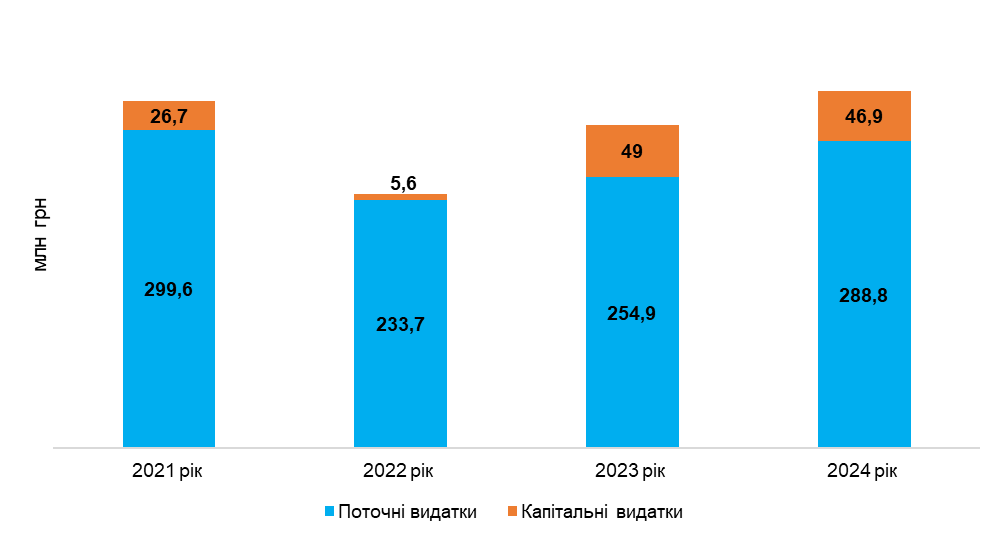 26,7
5,6
49
46,9
299,6
233,7
254,9
288,8
млн грн
2021 рік
2022 рік
2023 рік
2024 рік
Поточні видатки
Капітальні видатки